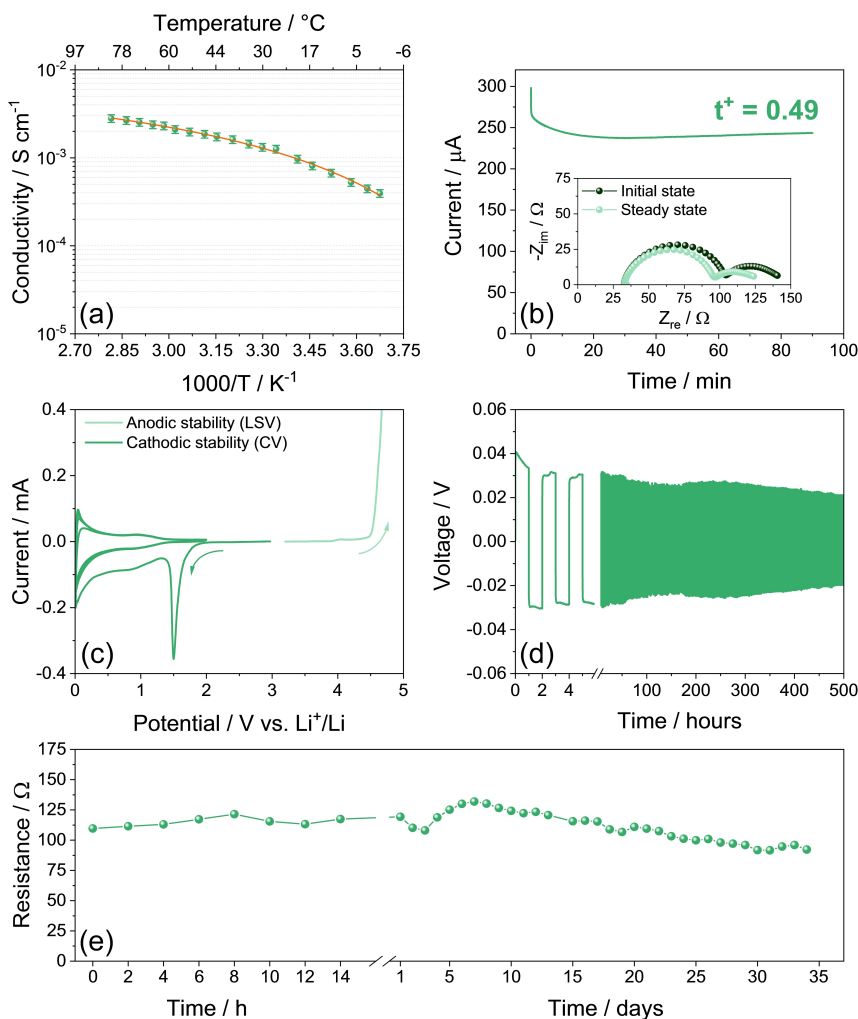 Temperature / °C
97 78 60 44 30 17 5 -6
10⁻²
10⁻³
10⁻⁴
10⁻⁵
Conductivity / S cm⁻¹
(a)
2.70 2.85 3.00 3.15 3.30 3.45 3.60 3.75
1000/T / K⁻¹
300
250
200
150
100
50
0
Current / μA
t⁺ = 0.49
75
50
25
0
-Z_im / Ω
Initial state
Steady state
0 25 50 75 100 125 150
Z_re / Ω
(b)
0 20 40 60 80 100
Time / min
0.4
0.2
0.0
-0.2
-0.4
Current / mA
Anodic stability (LSV)
Cathodic stability (CV)
(c)
0 1 2 3 4 5
Potential / V vs. Li⁺/Li
0.06
0.04
0.02
0.00
-0.02
-0.04
-0.06
Voltage / V
(d)
0 2 4 100 200 300 400 500
Time / hours
175
150
125
100
75
50
25
0
Resistance / Ω
(e)
0 2 4 6 8 10 12 14 1 5 10 15 20 25 30 35
Time / h
Time / days